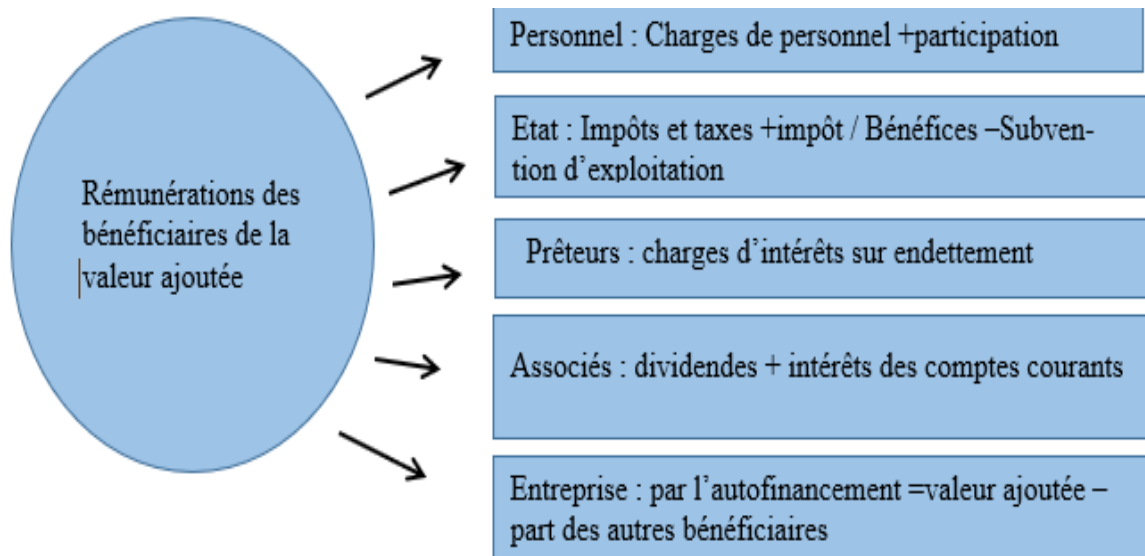 Rémunérations des
bénéficiaires de la
valeur ajoutée
Personnel : Charges de personnel +participation
Etat : Impôts et taxes +impôt / Bénéfices –Subven-
tion d’exploitation
Prêteurs : charges d’intérêts sur endettement
Associés : dividendes + intérêts des comptes courants
Entreprise : par l’autofinancement =valeur ajoutée –
part des autres bénéficiaires